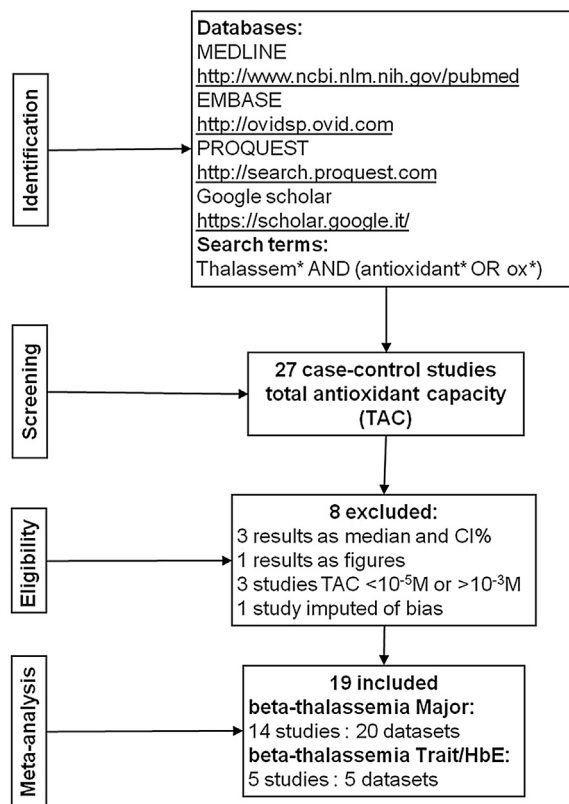 Identification
Databases:
MEDLINE
http://www.ncbi.nlm.nih.gov/pubmed
EMBASE
http://ovidsp.ovid.com
PROQUEST
http://search.proquest.com
Google scholar
https://scholar.google.it/
Search terms:
Thalassem* AND (antioxidant* OR ox*)
Screening
27 case-control studies
total antioxidant capacity
(TAC)
Eligibility
8 excluded:
3 results as median and CI%
1 results as figures
3 studies TAC <10⁻⁵M or >10⁻³M
1 study imputed of bias
Meta-analysis
19 included
beta-thalassemia Major:
14 studies : 20 datasets
beta-thalassemia Trait/HbE:
5 studies : 5 datasets